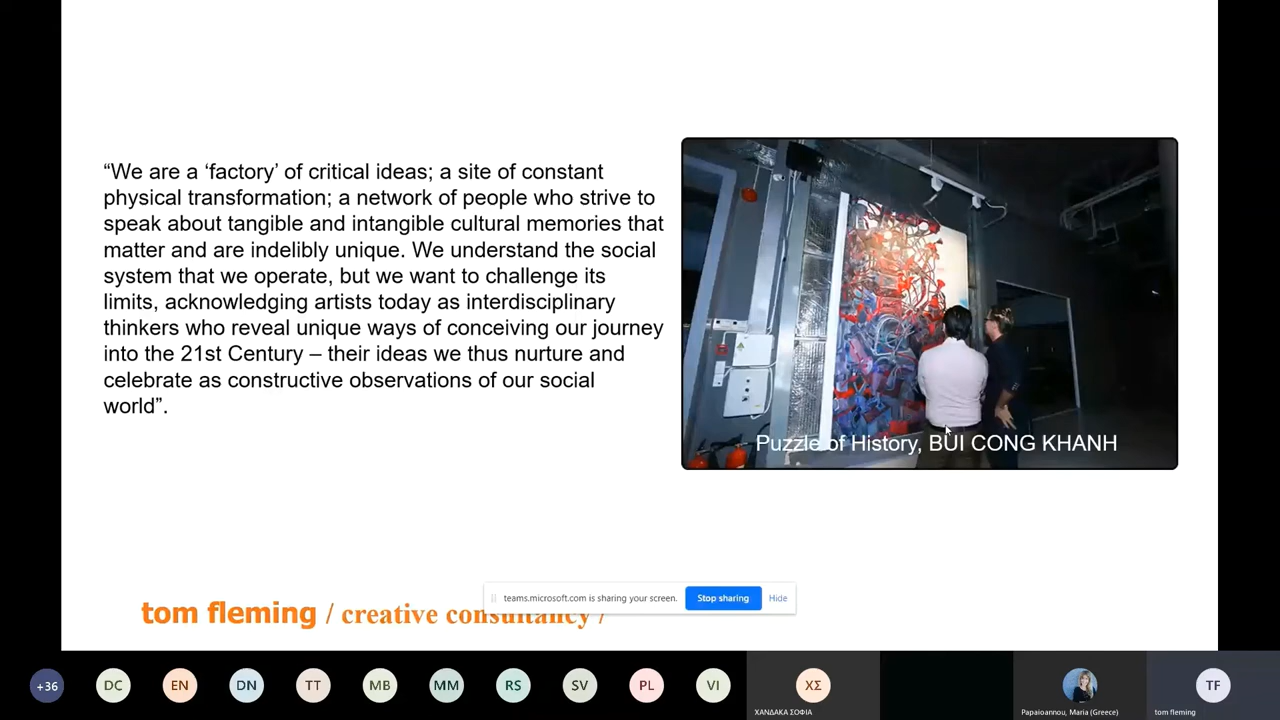 “We are a ‘factory’ of critical ideas; a site of constant
physical transformation; a network of people who strive to
speak about tangible and intangible cultural memories that
matter and are indelibly unique. We understand the social
system that we operate, but we want to challenge its
limits, acknowledging artists today as interdisciplinary
thinkers who reveal unique ways of conceiving our journey
into the 21st Century – their ideas we thus nurture and
celebrate as constructive observations of our social
world”.
Puzzle of History, BUI CONG KHANH
teams.microsoft.com is sharing your screen.
Stop sharing
Hide
tom fleming / creative consultancy /
+36
DC
EN
DN
TT
MB
MM
RS
SV
PL
VI
ΧΣ
TF
ΧΑΝΔΑΚΑ ΣΟΦΙΑ
Papaioannou, Maria (Greece)
tom fleming